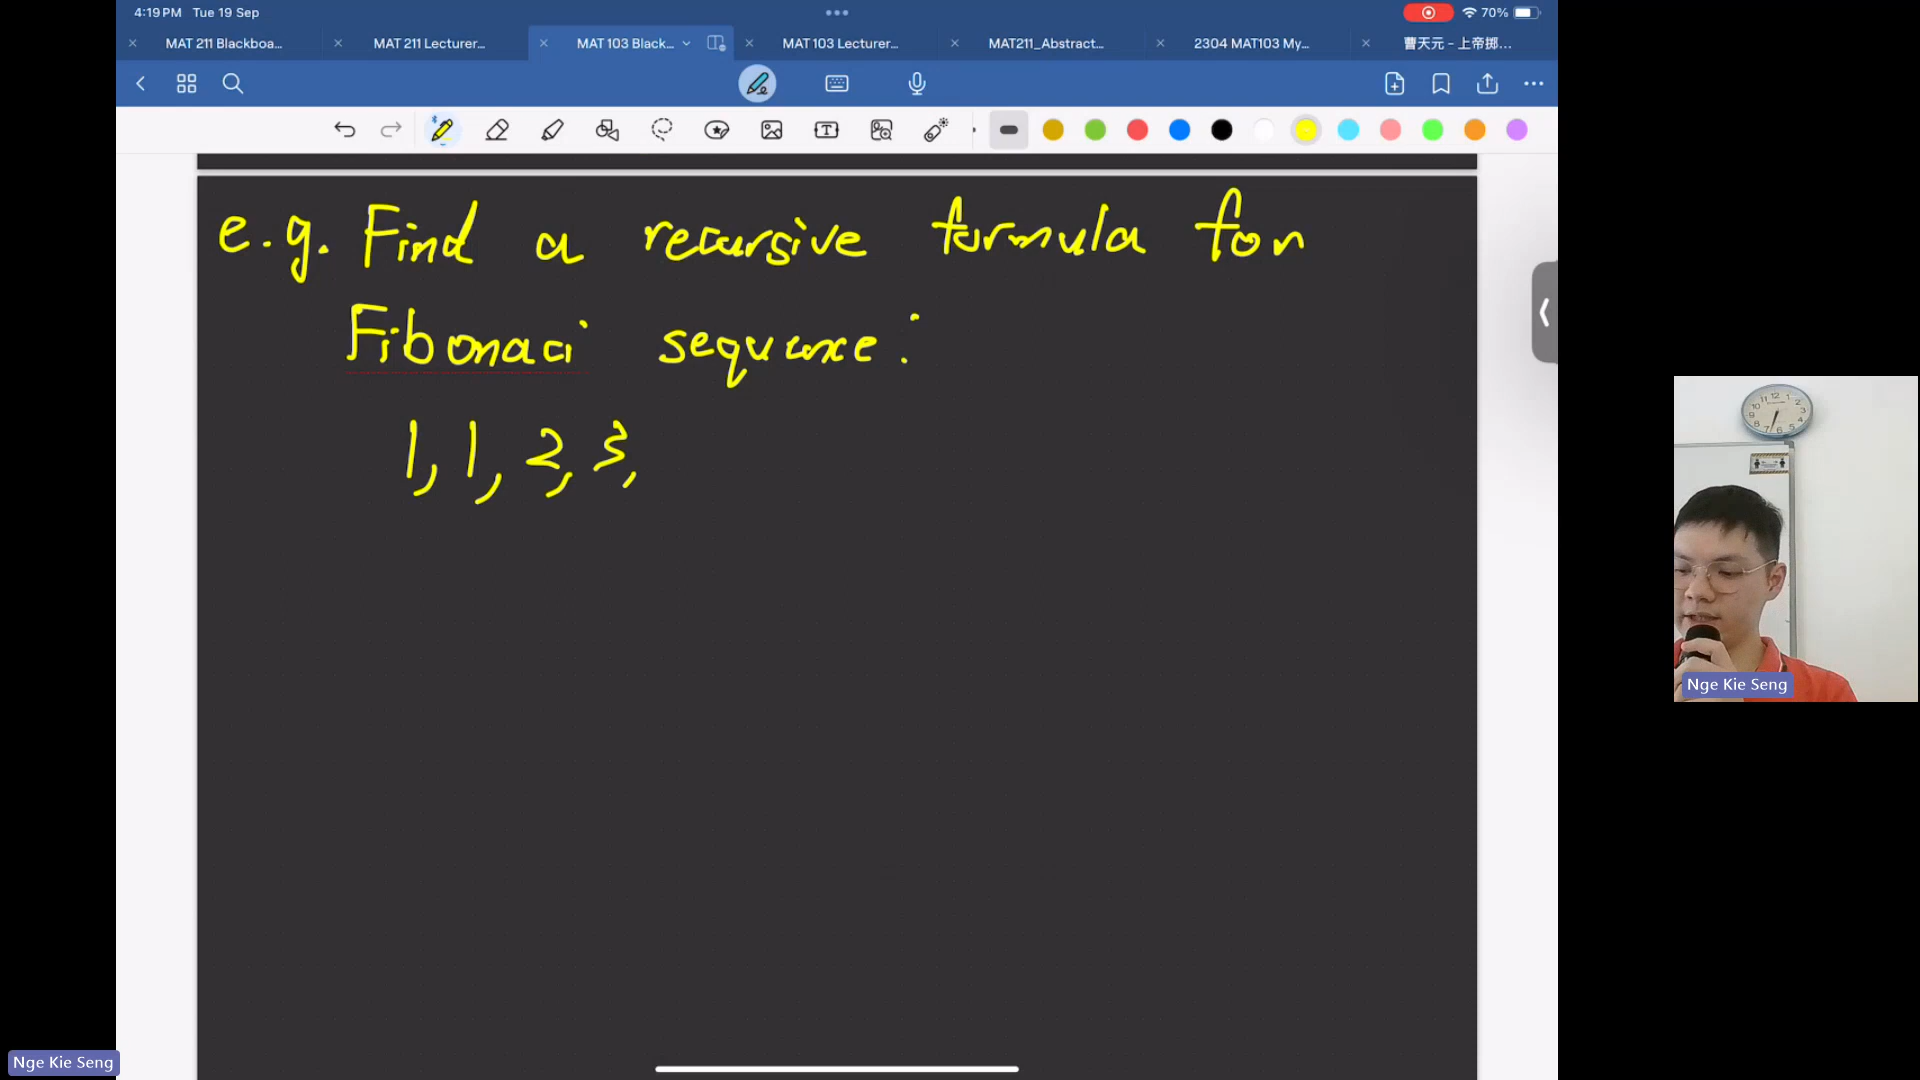 4:19 PM Tue 19 Sep
70%
MAT 211 Blackboa...
MAT 211 Lecturer...
MAT 103 Black...
MAT 103 Lecturer...
MAT211_Abstract...
2304 MAT103 My...
曹天元 - 上帝掷...
e.g. Find a recursive formula for
Fibonaci sequence:
1, 1, 2, 3,
Nge Kie Seng
Nge Kie Seng